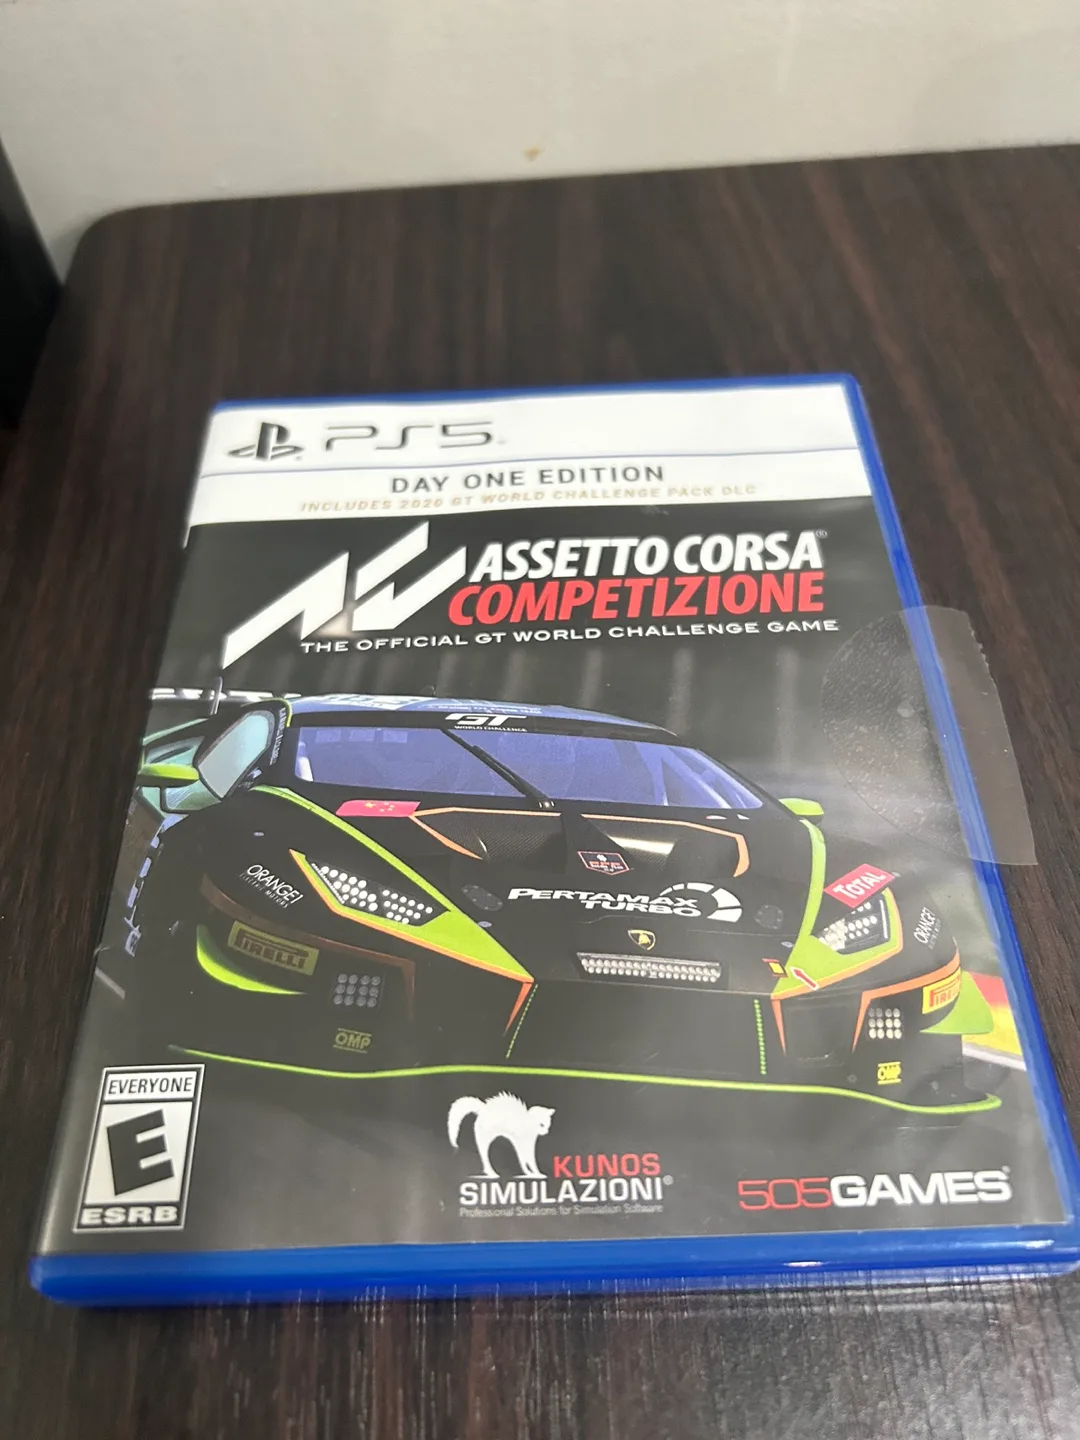 PS5
DAY ONE EDITION
INCLUDES 2020 GT WORLD CHALLENGE PACK DLC
ASSETTO CORSA®
COMPETIZIONE
THE OFFICIAL GT WORLD CHALLENGE GAME
GT
WORLD CHALLENGE
ORANGE1
PERTAMAX
TURBO
TOTAL
ORANGE1
PIRELLI
PIRELLI
OMP
OMP
EVERYONE
E
ESRB
KUNOS
SIMULAZIONI®
Professional Solutions for Simulation Software
505GAMES®